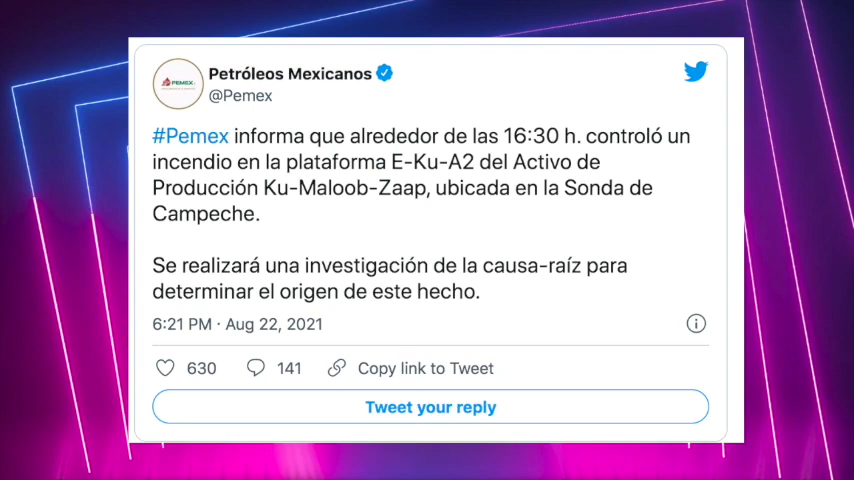 PEMEX
Petróleos Mexicanos
@Pemex
#Pemex informa que alrededor de las 16:30 h. controló un
incendio en la plataforma E-Ku-A2 del Activo de
Producción Ku-Maloob-Zaap, ubicada en la Sonda de
Campeche.
Se realizará una investigación de la causa-raíz para
determinar el origen de este hecho.
6:21 PM · Aug 22, 2021
630 141 Copy link to Tweet
Tweet your reply